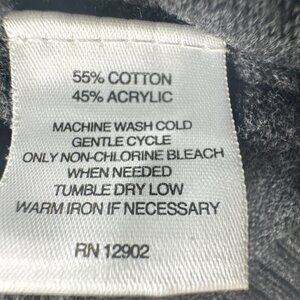 55% COTTON
45% ACRYLIC
MACHINE WASH COLD
GENTLE CYCLE
ONLY NON-CHLORINE BLEACH
WHEN NEEDED
TUMBLE DRY LOW
WARM IRON IF NECESSARY
RN 12902